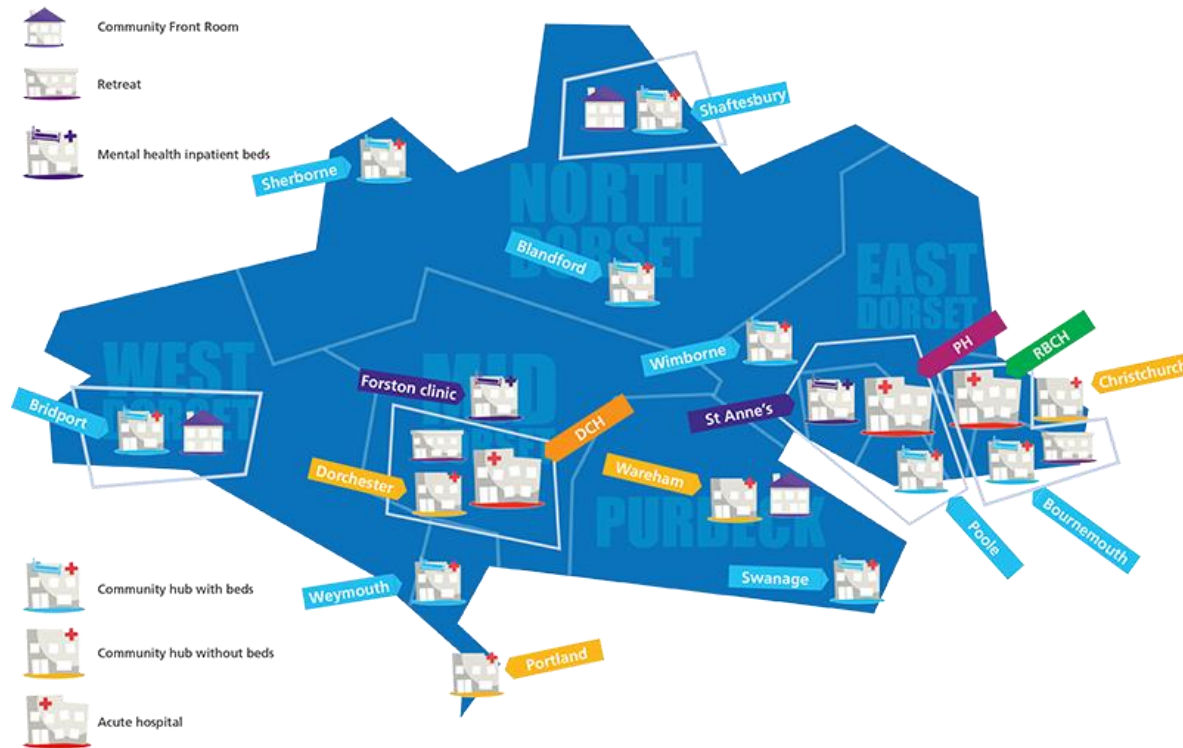 Community Front Room
Retreat
Mental health inpatient beds
Shaftesbury
Sherborne
NORTH
DORSET
Blandford
EAST
DORSET
Wimborne
PH
RBCH
Christchurch
WEST
DORSET
Bridport
MID
DORSET
Forston clinic
DCH
St Anne's
Dorchester
Wareham
PURBECK
Poole
Bournemouth
Weymouth
Swanage
Portland
Community hub with beds
Community hub without beds
Acute hospital